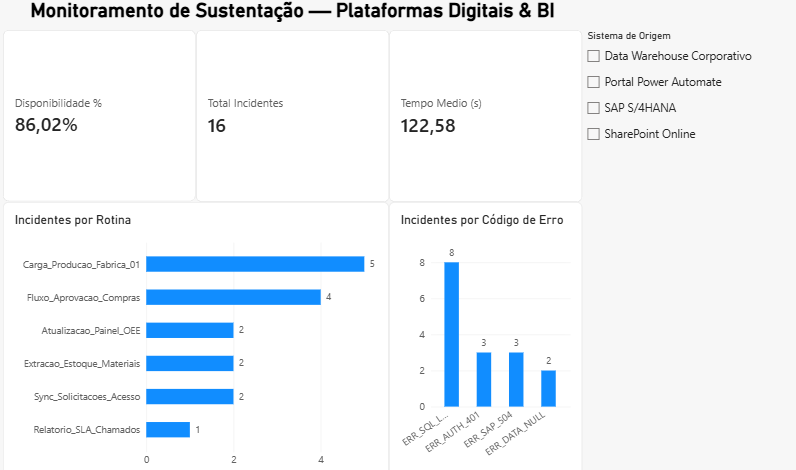 Monitoramento de Sustentação — Plataformas Digitais & BI
Sistema de Origem
Data Warehouse Corporativo
Portal Power Automate
SAP S/4HANA
SharePoint Online
Disponibilidade %
86,02%
Total Incidentes
16
Tempo Medio (s)
122,58
Incidentes por Rotina
Carga_Producao_Fabrica_01
5
Fluxo_Aprovacao_Compras
4
Atualizacao_Painel_OEE
2
Extracao_Estoque_Materiais
2
Sync_Solicitacoes_Acesso
2
Relatorio_SLA_Chamados
1
0 2 4
Incidentes por Código de Erro
8
6
4
2
0
8
3
3
2
ERR_SQL_L...
ERR_AUTH_401
ERR_SAP_504
ERR_DATA_NULL